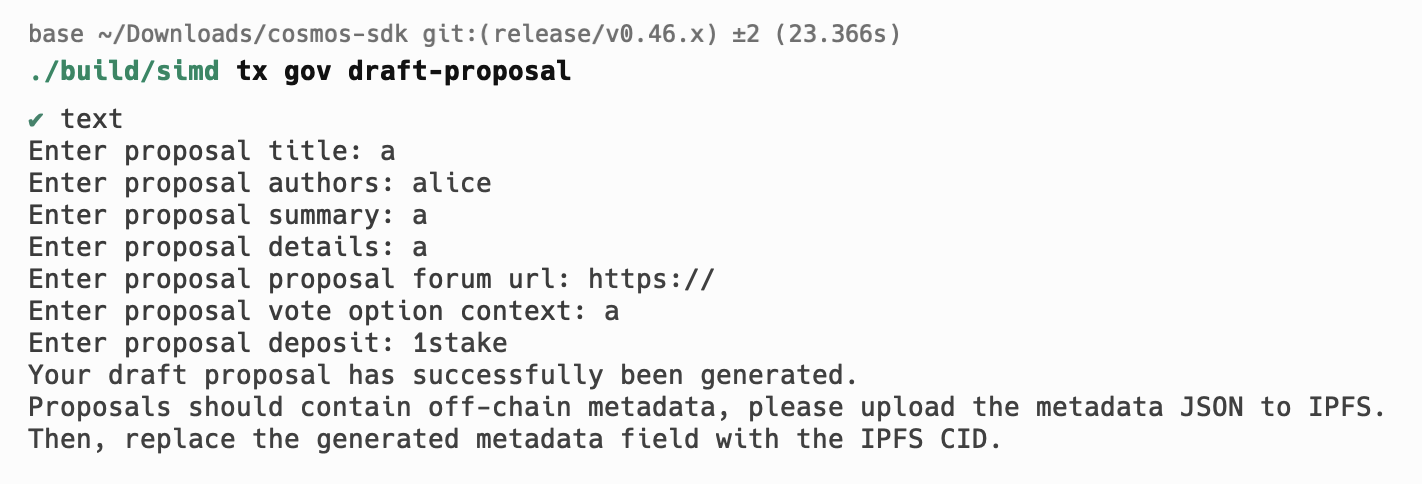 base ~/Downloads/cosmos-sdk git:(release/v0.46.x) ±2 (23.366s)
./build/simd tx gov draft-proposal
✔ text
Enter proposal title: a
Enter proposal authors: alice
Enter proposal summary: a
Enter proposal details: a
Enter proposal proposal forum url: https://
Enter proposal vote option context: a
Enter proposal deposit: 1stake
Your draft proposal has successfully been generated.
Proposals should contain off-chain metadata, please upload the metadata JSON to IPFS.
Then, replace the generated metadata field with the IPFS CID.